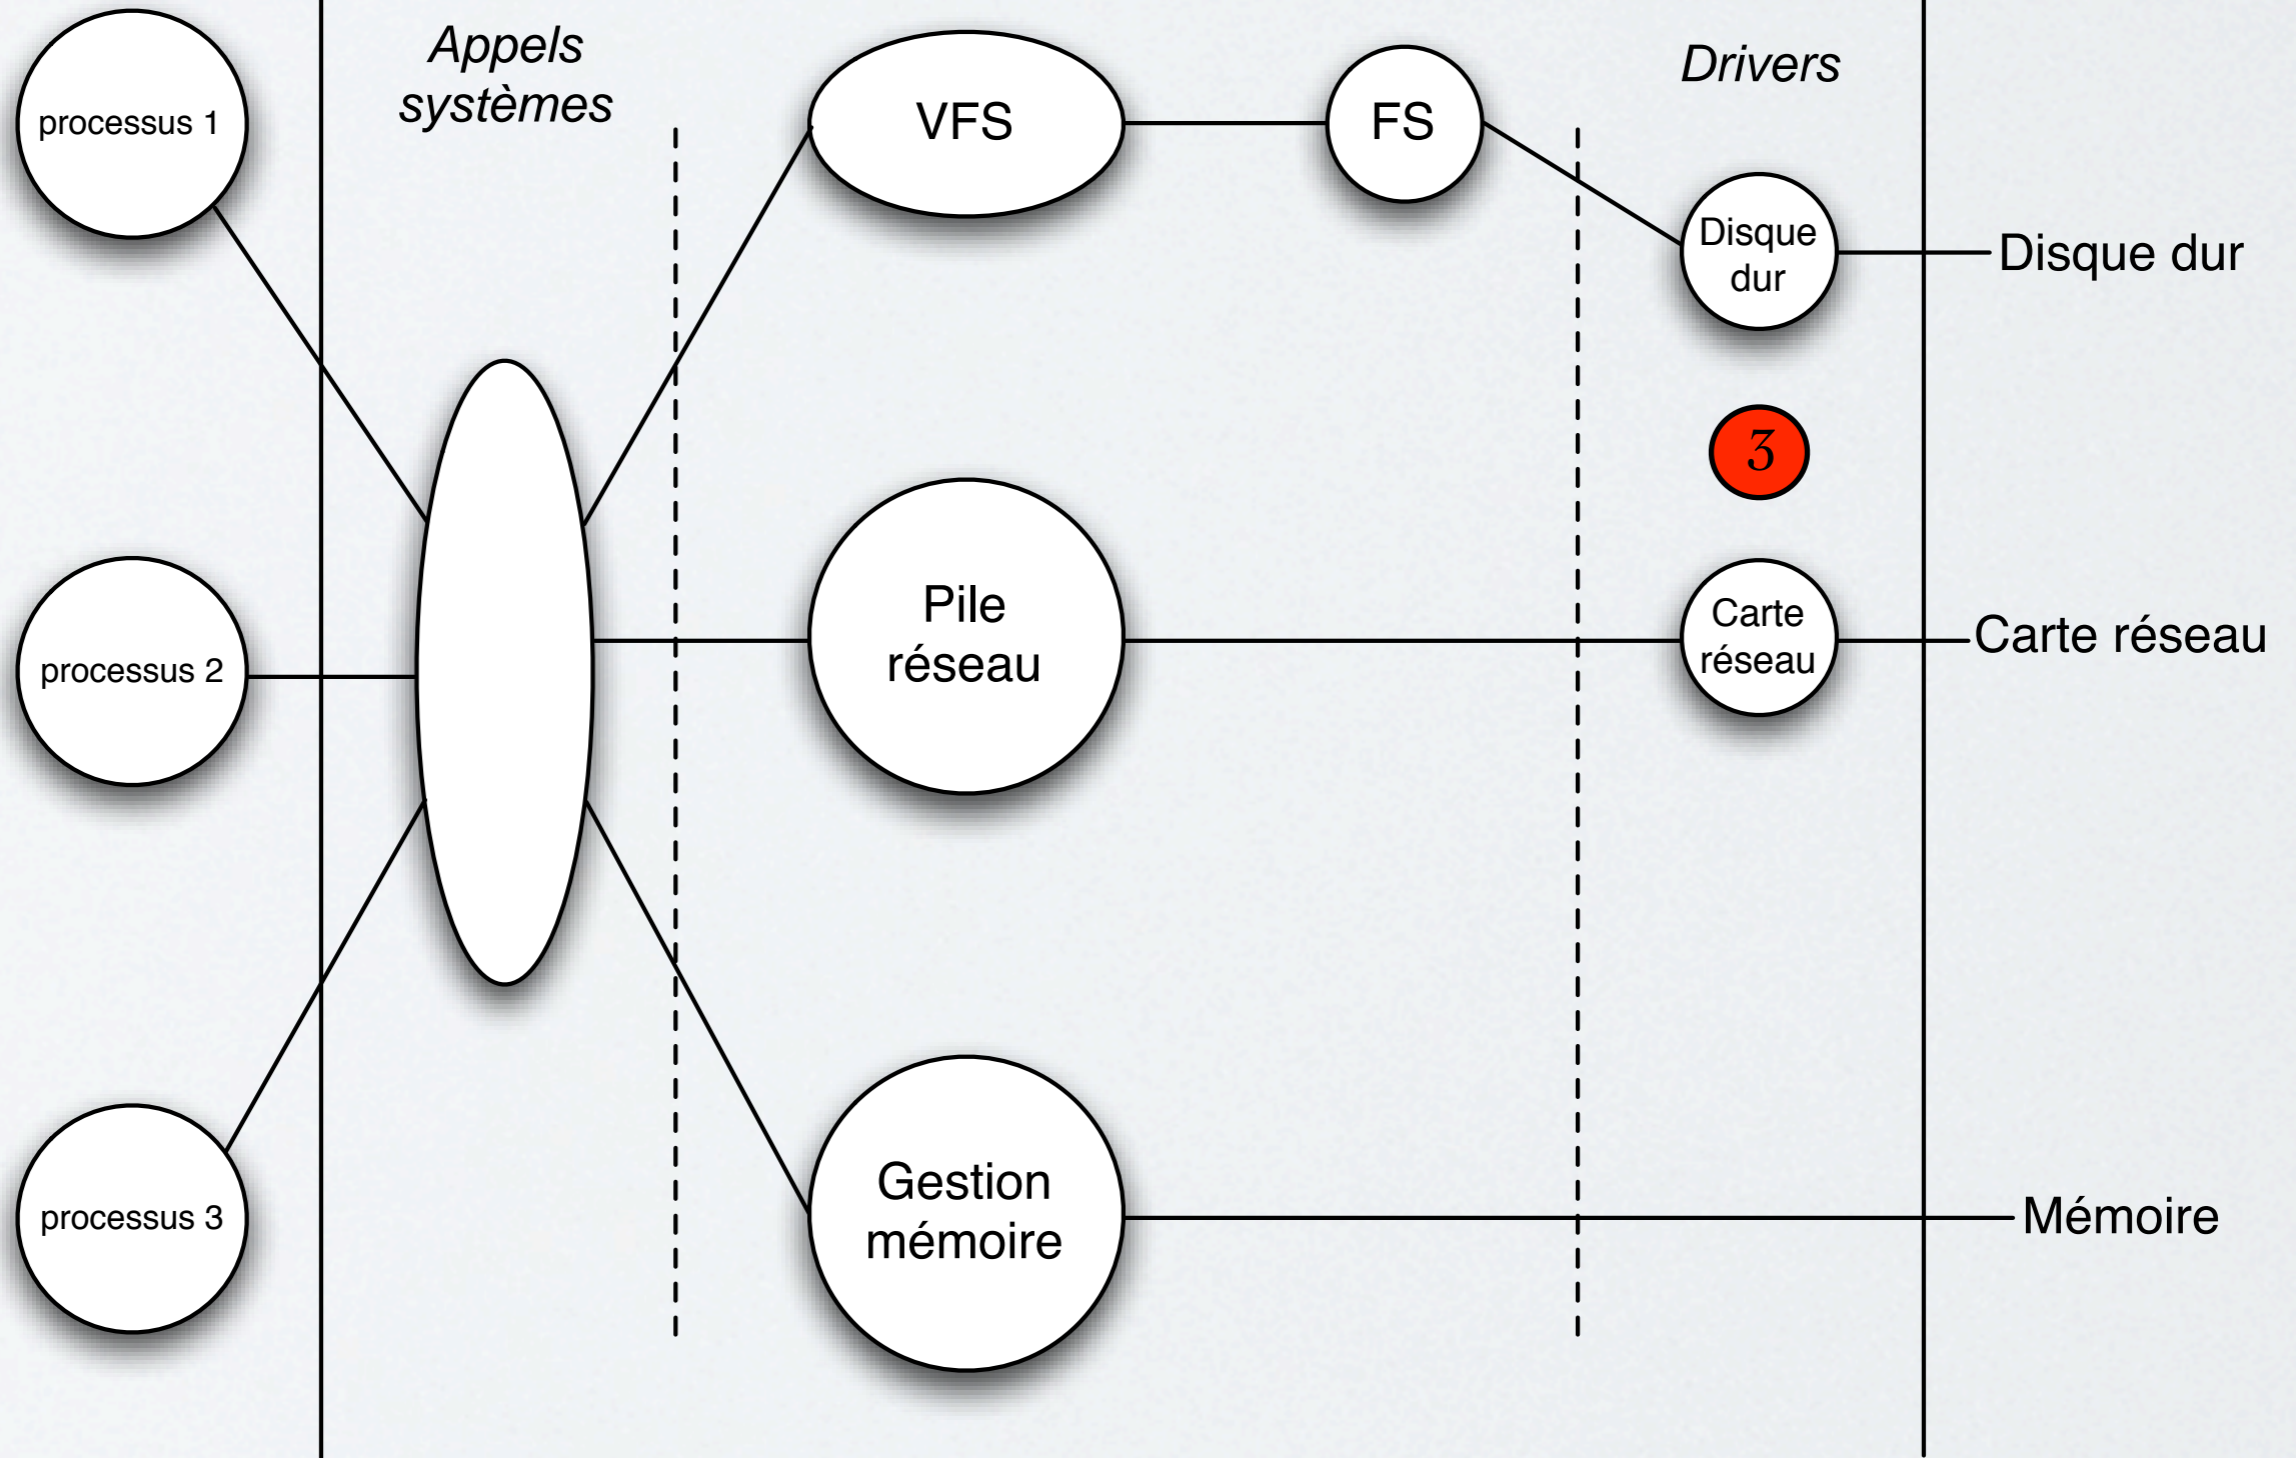 Appels
systèmes
Drivers
processus 1
VFS
FS
Disque
dur
Disque dur
3
processus 2
Pile
réseau
Carte
réseau
Carte réseau
processus 3
Gestion
mémoire
Mémoire